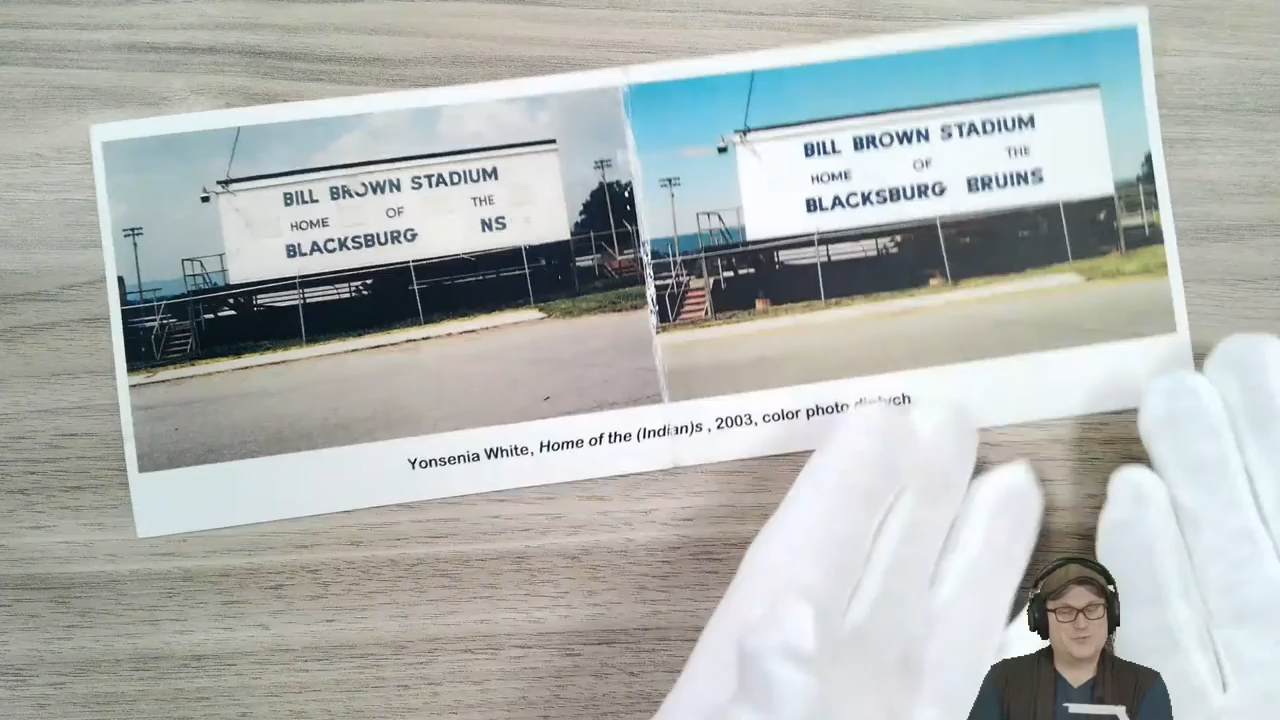 BILL BROWN STADIUM
HOME OF THE
BLACKSBURG NS
BILL BROWN STADIUM
HOME OF THE
BLACKSBURG BRUINS
Yonsenia White, Home of the (Indian)s , 2003, color photo diptych